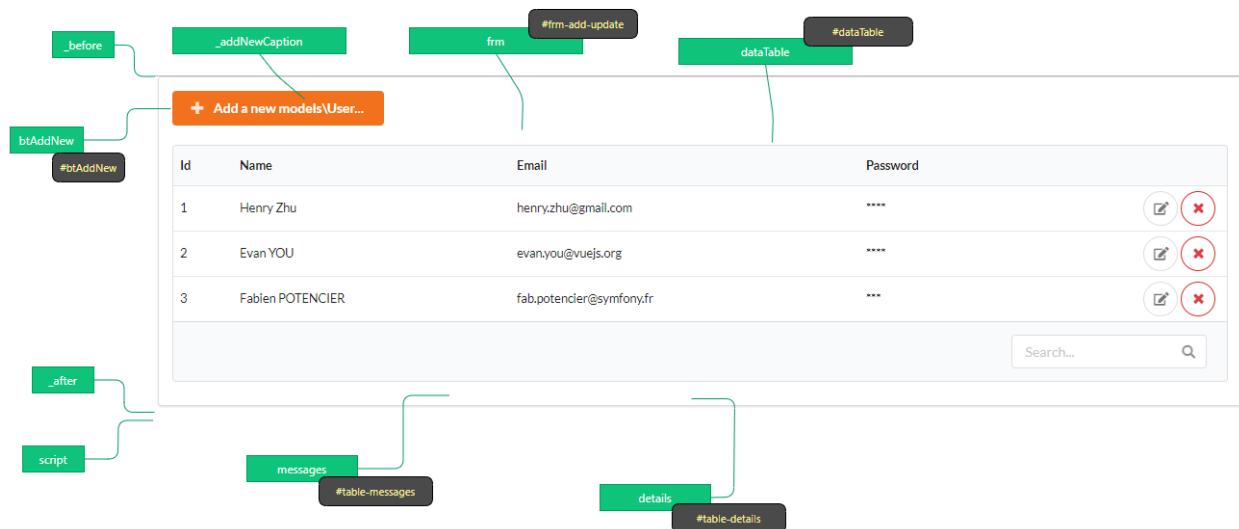 #frm-add-update
_before
_addNewCaption
frm
#dataTable
dataTable
Add a new models\User...
btAddNew
#btAddNew
Id Name Email Password
1 Henry Zhu henry.zhu@gmail.com ****
2 Evan YOU evan.you@vuejs.org ****
3 Fabien POTENCIER fab.potencier@symfony.fr ***
Search...
_after
script
messages
#table-messages
details
#table-details